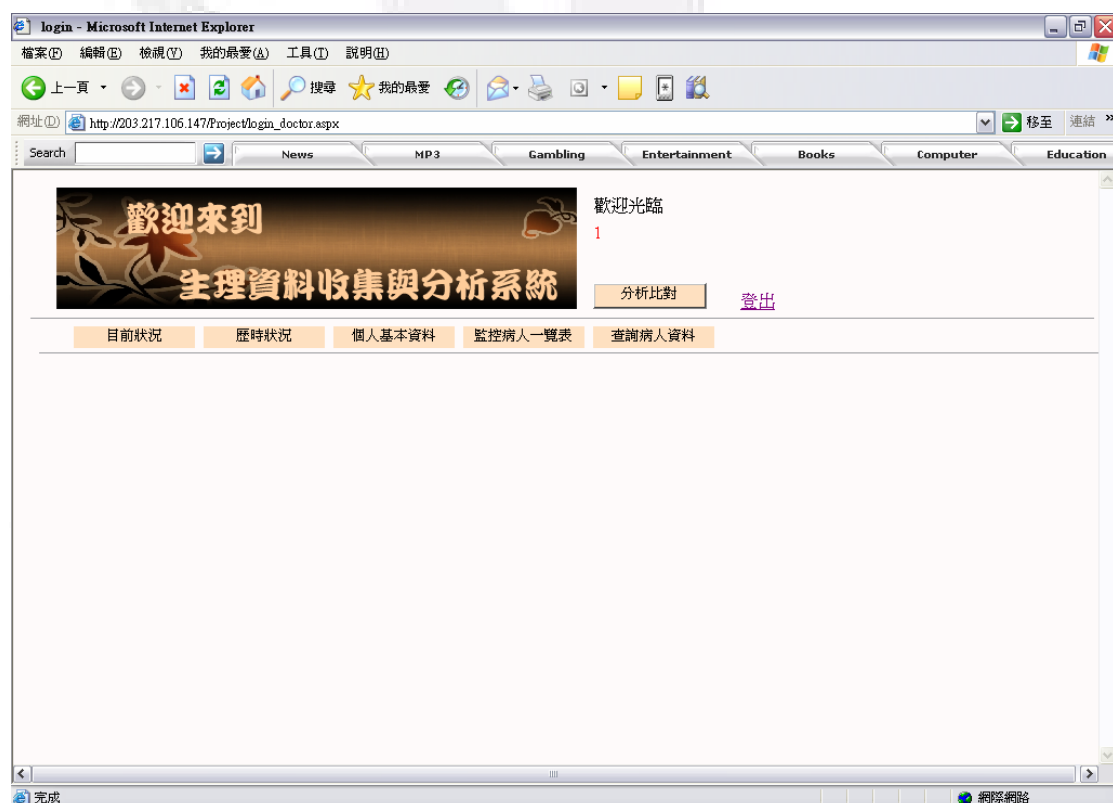 login - Microsoft Internet Explorer
檔案(F) 編輯(E) 檢視(V) 我的最愛(A) 工具(T) 說明(H)
上一頁 搜尋 我的最愛
網址(D) http://203.217.106.147/Project/login_doctor.aspx 移至 連結 »
Search News MP3 Gambling Entertainment Books Computer Education
歡迎來到
生理資料收集與分析系統
歡迎光臨
1
分析比對 登出
目前狀況 歷時狀況 個人基本資料 監控病人一覽表 查詢病人資料
完成 網際網路